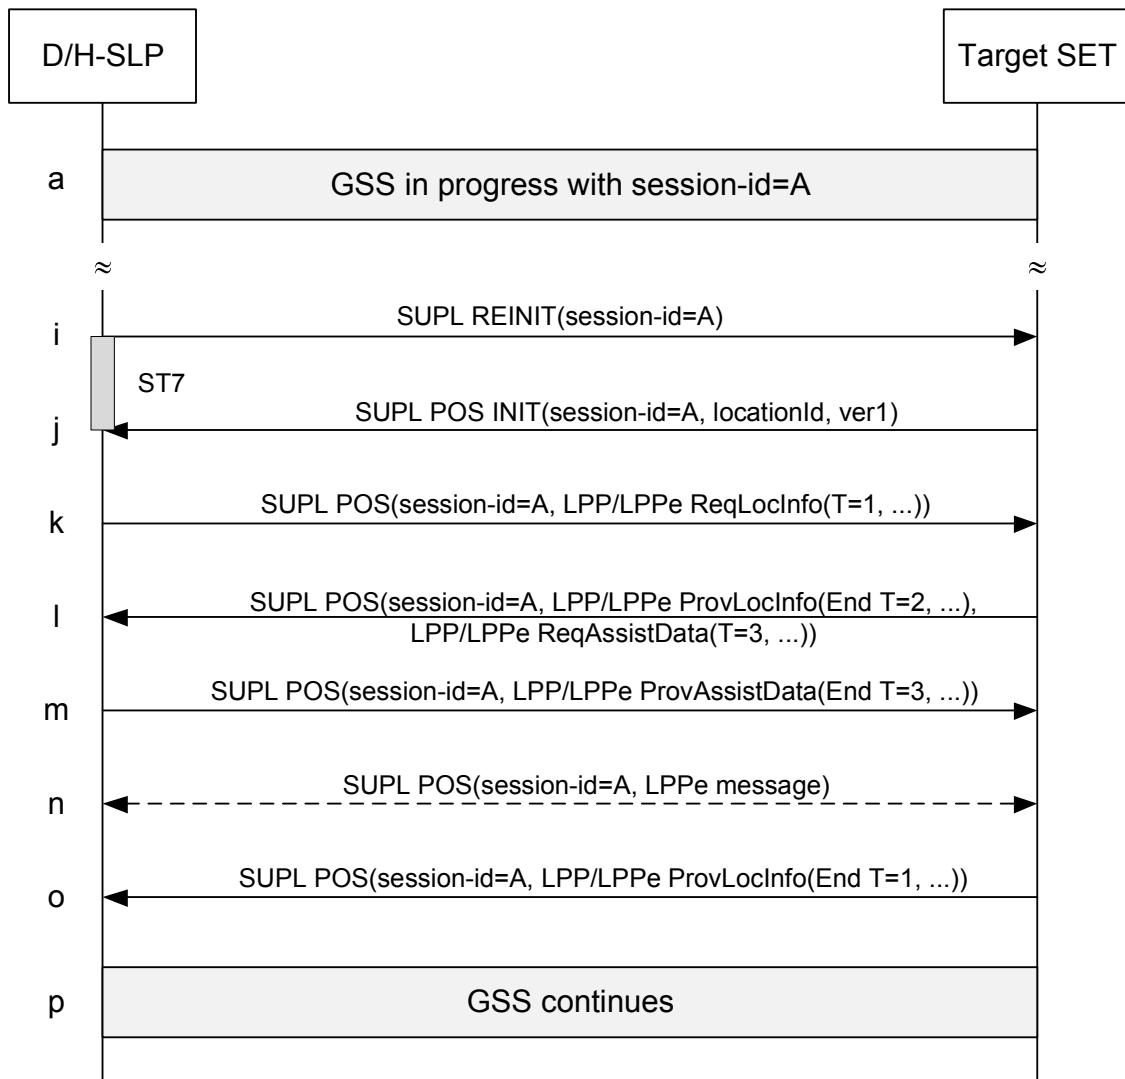 D/H-SLP
Target SET
a
GSS in progress with session-id=A
≈
≈
i
SUPL REINIT(session-id=A)
ST7
j
SUPL POS INIT(session-id=A, locationId, ver1)
k
SUPL POS(session-id=A, LPP/LPPe ReqLocInfo(T=1, ...))
l
SUPL POS(session-id=A, LPP/LPPe ProvLocInfo(End T=2, ...),
LPP/LPPe ReqAssistData(T=3, ...))
m
SUPL POS(session-id=A, LPP/LPPe ProvAssistData(End T=3, ...))
n
SUPL POS(session-id=A, LPPe message)
o
SUPL POS(session-id=A, LPP/LPPe ProvLocInfo(End T=1, ...))
p
GSS continues